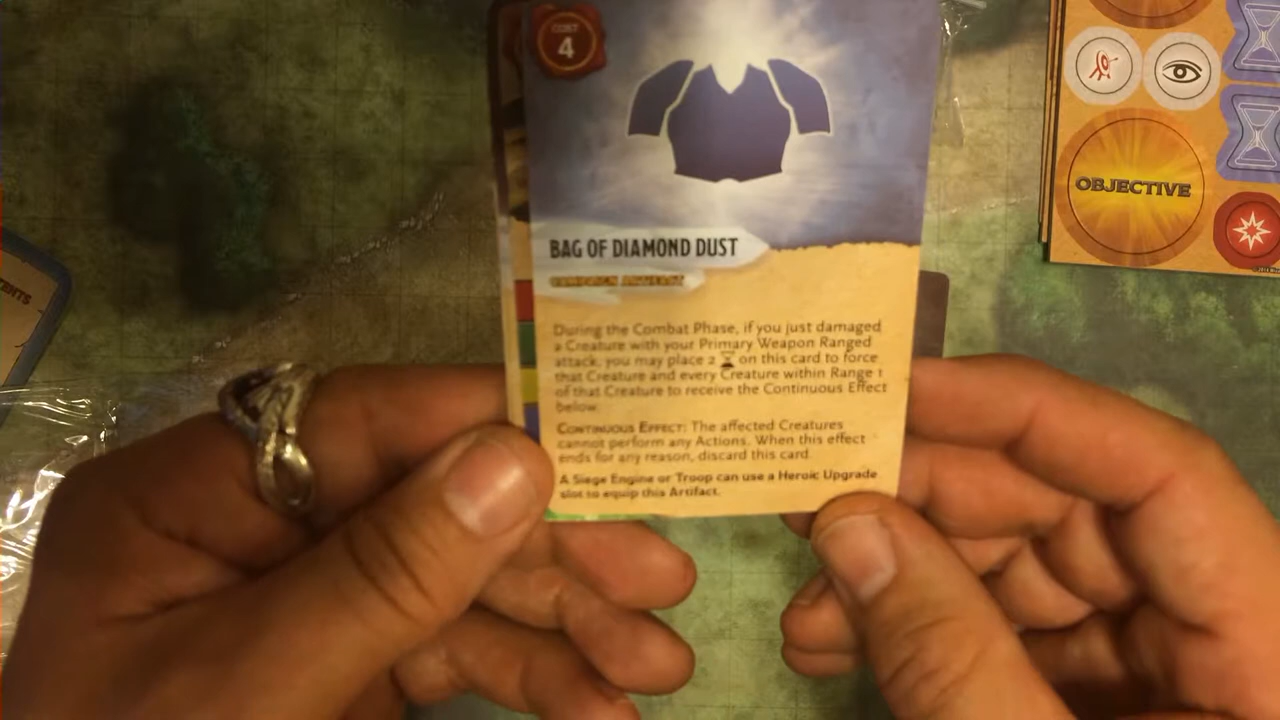 COST
4
BAG OF DIAMOND DUST
CAMPAIGN ARTIFACT
During the Combat Phase, if you just damaged
a Creature with your Primary Weapon Ranged
attack, you may place 2 on this card to force
that Creature and every Creature within Range 1
of that Creature to receive the Continuous Effect
below.
CONTINUOUS EFFECT: The affected Creatures
cannot perform any Actions. When this effect
ends for any reason, discard this card.
A Siege Engine or Troop can use a Heroic Upgrade
slot to equip this Artifact.
OBJECTIVE